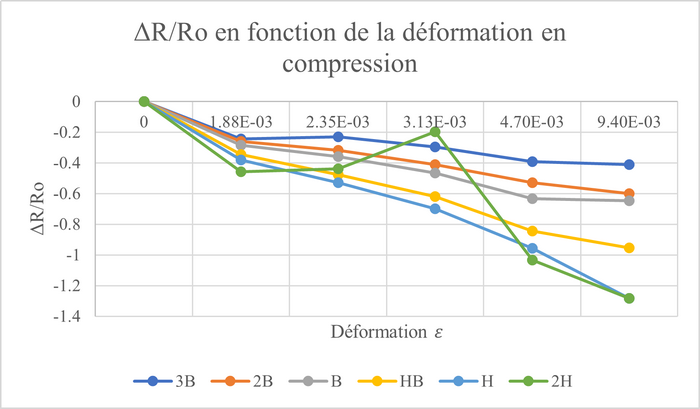 ΔR/Ro en fonction de la déformation en
compression
0
-0.2
-0.4
-0.6
-0.8
-1
-1.2
-1.4
0 1.88E-03 2.35E-03 3.13E-03 4.70E-03 9.40E-03
ΔR/Ro
Déformation ε
3B 2B B HB H 2H